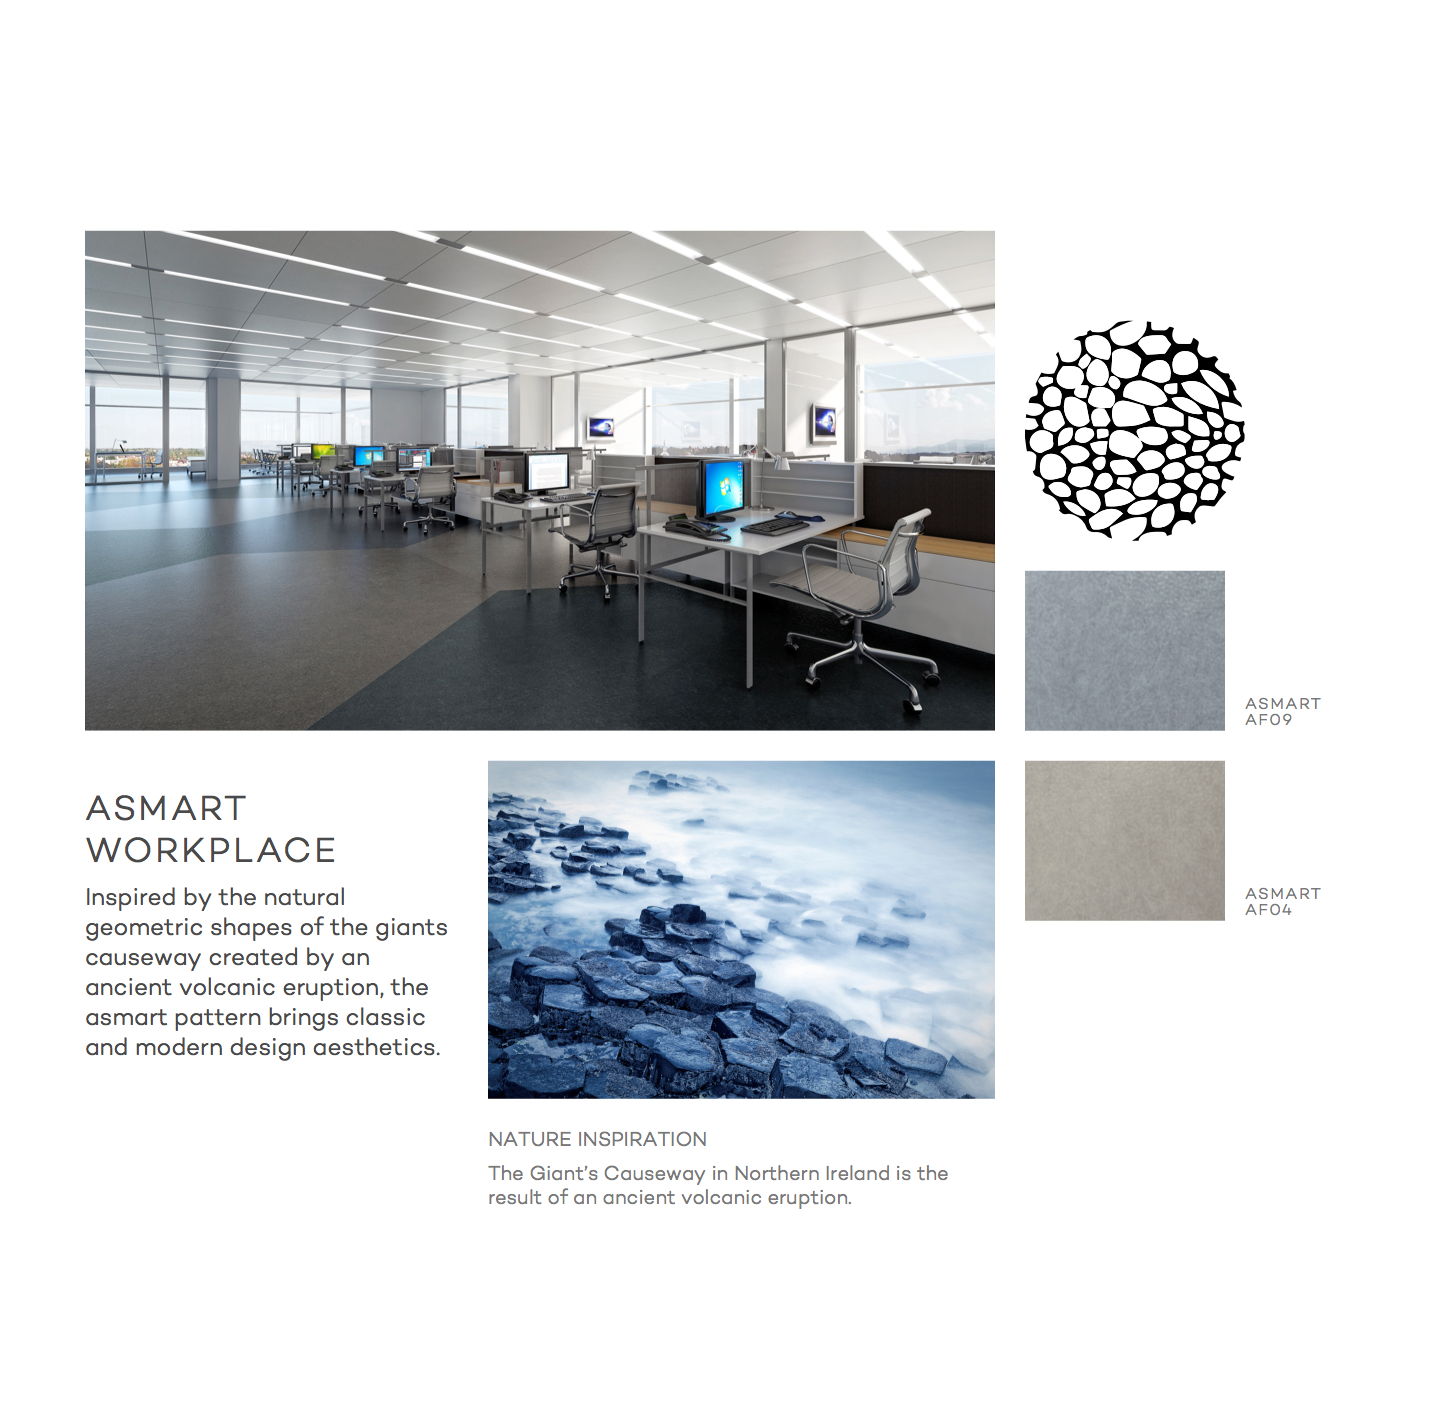 ASMART
AF09
ASMART
WORKPLACE
Inspired by the natural
geometric shapes of the giants
causeway created by an
ancient volcanic eruption, the
asmart pattern brings classic
and modern design aesthetics.
ASMART
AF04
NATURE INSPIRATION
The Giant's Causeway in Northern Ireland is the
result of an ancient volcanic eruption.